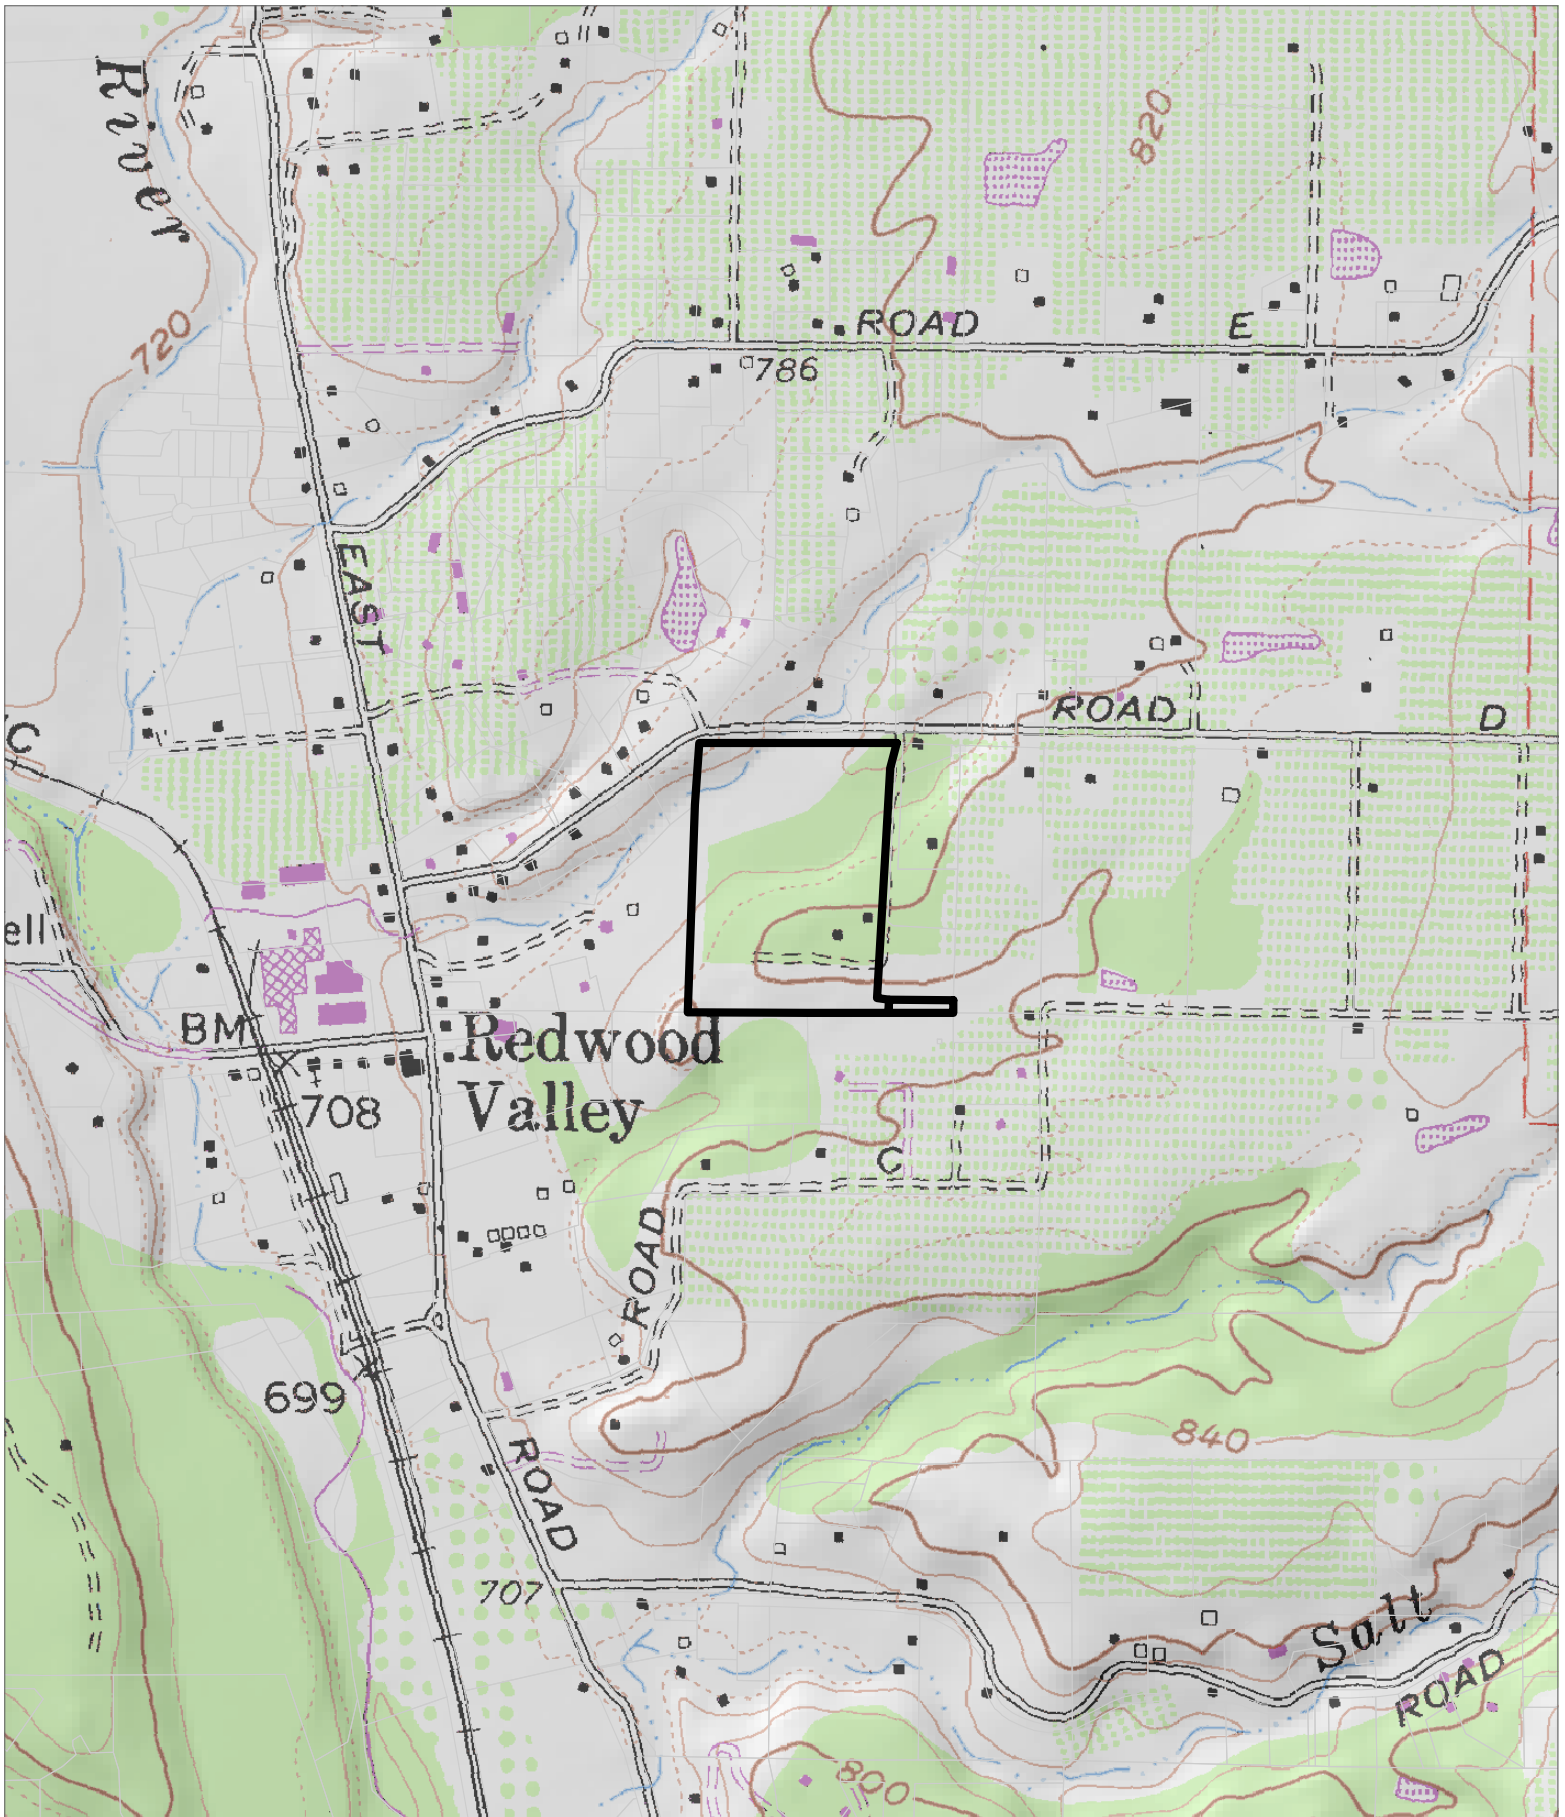 River
820
720
ROAD
E
786
EAST
ROAD
D
C
ell
BM
Redwood
Valley
708
C
ROAD
699
840
ROAD
707
Salt
ROAD
800